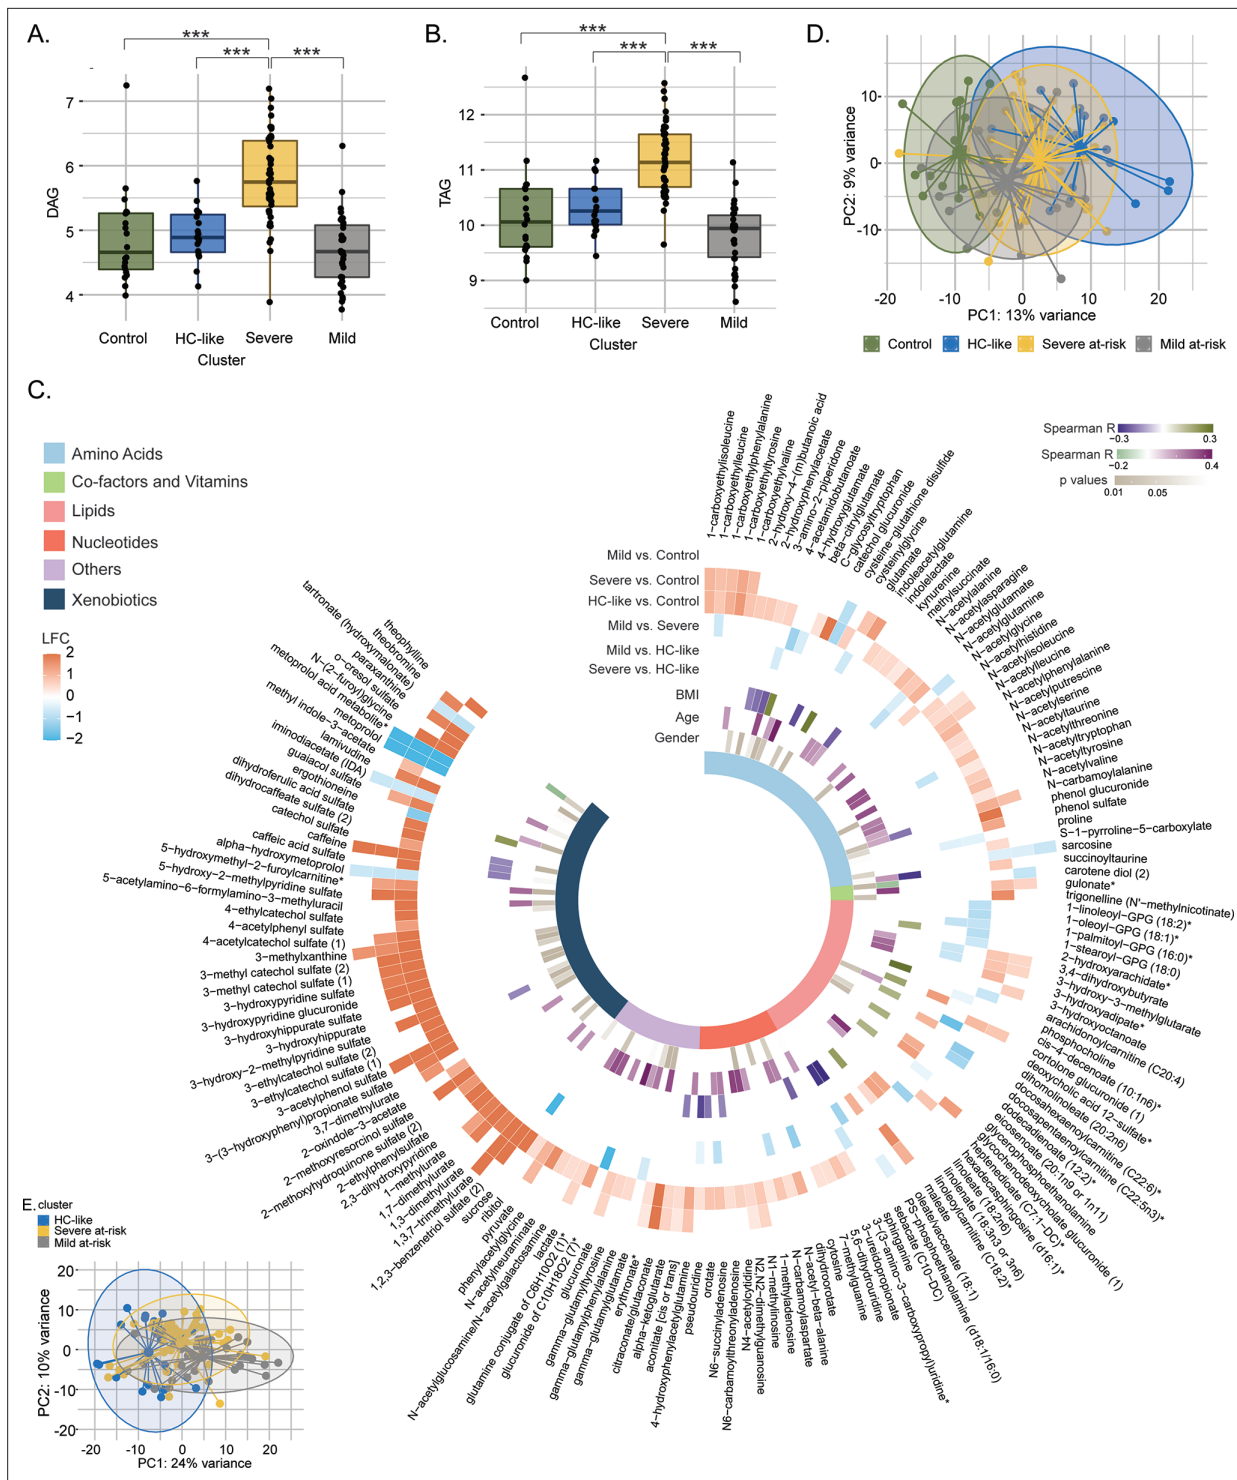 A.
***
***
***
DAG
7
6
5
4
Control
HC-like
Severe
Mild
Cluster
B.
***
***
***
TAG
12
11
10
9
Control
HC-like
Severe
Mild
Cluster
D.
PC2: 9% variance
10
0
-10
-20
-10
0
10
20
PC1: 13% variance
Control
HC-like
Severe at-risk
Mild at-risk
C.
Amino Acids
Co-factors and Vitamins
Lipids
Nucleotides
Others
Xenobiotics
LFC
2
1
0
−1
−2
Spearman R
−0.3
0.3
Spearman R
−0.2
0.4
p values
0.01
0.05
Mild vs. Control
Severe vs. Control
HC-like vs. Control
Mild vs. Severe
Mild vs. HC-like
Severe vs. HC-like
BMI
Age
Gender
1−carboxyethylisoleucine
1−carboxyethylleucine
1−carboxyethylphenylalanine
1−carboxyethyltyrosine
1−carboxyethylvaline
2−hydroxy−4−(m)butanoic acid
2−hydroxyphenylacetate
3−amino−2−piperidone
4−acetamidobutanoate
4−hydroxyglutamate
beta−citrylglutamate
C−glycosyltryptophan
catechol glucuronide
cysteine−glutathione disulfide
cysteinylglycine
glutamate
indoleacetylglutamine
indolelactate
kynurenine
methylsuccinate
N−acetylalanine
N−acetylasparagine
N−acetylglutamate
N−acetylglutamine
N−acetylglycine
N−acetylhistidine
N−acetylisoleucine
N−acetylleucine
N−acetylphenylalanine
N−acetylputrescine
N−acetylserine
N−acetyltaurine
N−acetylthreonine
N−acetyltryptophan
N−acetyltyrosine
N−acetylvaline
N−carbamoylalanine
phenol glucuronide
phenol sulfate
proline
S−1−pyrroline−5−carboxylate
sarcosine
succinoyltaurine
carotene diol (2)
gulonate*
trigonelline (N'−methylnicotinate)
1−linoleoyl−GPG (18:2)*
1−oleoyl−GPG (18:1)*
1−palmitoyl−GPG (16:0)*
1−stearoyl−GPG (18:0)
2−hydroxyarachidate*
3,4−dihydroxybutyrate
3−hydroxy−3−methylglutarate
3−hydroxyadipate*
3−hydroxyoctanoate
arachidonoylcarnitine (C20:4)
phosphocholine
cis−4−decenoate (10:1n6)*
cortolone glucuronide (1)
deoxycholic acid 12−sulfate*
dihomolinoleate (20:2n6)
docosahexaenoylcarnitine (C22:6)*
docosapentaenoylcarnitine (C22:5n3)*
dodecadienoate (12:2)*
eicosenoate (20:1n9 or 1n11)
glycerophosphoethanolamine
glycochenodeoxycholate glucuronide (1)
heptenedioate (C7:1−DC)*
hexadecasphingosine (d16:1)*
linoleate (18:2n6)
linolenate (18:3n3 or 3n6)
linoleoylcarnitine (C18:2)*
maleate
oleate/vaccenate (18:1)
PS−phosphoethanolamine (d18:1/16:0)
sebacate (C10−DC)
sphinganine
3−(3−amino−3−carboxypropyl)uridine*
3−ureidopropionate
5,6−dihydrouridine
7−methylguanine
cytosine
dihydroorotate
N−acetyl−beta−alanine
N−carbamoylaspartate
1−methyladenosine
N1−methylinosine
N2,N2−dimethylguanosine
N4−acetylcytidine
N6−carbamoylthreonyladenosine
N6−succinyladenosine
orotate
pseudouridine
4−hydroxyphenylacetylglutamine
aconitate [cis or trans]
alpha−ketoglutarate
citraconate/glutaconate
erythronate*
gamma−glutamylglutamate
gamma−glutamylphenylalanine
gamma−glutamyltyrosine
glucuronate
glucuronide of C10H18O2 (7)*
glutamine conjugate of C6H10O2 (1)*
lactate
N−acetylglucosamine/N−acetylgalactosamine
N−acetylneuraminate
phenylacetylglycine
pyruvate
ribitol
sucrose
1,2,3−benzenetriol sulfate (2)
1,3,7−trimethylurate
1,3−dimethylurate
1,7−dimethylurate
1−methylurate
2,3−dihydroxypyridine
2−ethylphenylsulfate
2−methoxyhydroquinone sulfate (2)
2−methoxyresorcinol sulfate
2−oxindole−3−acetate
3,7−dimethylurate
3−(3−hydroxyphenyl)propionate sulfate
3−acetylphenol sulfate
3−ethylcatechol sulfate (1)
3−ethylcatechol sulfate (2)
3−hydroxy−2−methylpyridine sulfate
3−hydroxyhippurate
3−hydroxyhippurate sulfate
3−hydroxypyridine glucuronide
3−hydroxypyridine sulfate
3−methyl catechol sulfate (1)
3−methyl catechol sulfate (2)
3−methylxanthine
4−acetylcatechol sulfate (1)
4−acetylphenyl sulfate
4−ethylcatechol sulfate
5−acetylamino−6−formylamino−3−methyluracil
5−hydroxy−2−methylpyridine sulfate
5−hydroxymethyl−2−furoylcarnitine*
alpha−hydroxymetoprolol
caffeic acid sulfate
caffeine
catechol sulfate
dihydrocaffeate sulfate (2)
dihydroferulic acid sulfate
ergothioneine
guaiacol sulfate
iminodiacetate (IDA)
lamivudine
methyl indole−3−acetate
metoprolol
metoprolol acid metabolite*
N−(2−furoyl)glycine
o−cresol sulfate
paraxanthine
tartronate (hydroxymalonate)
theobromine
theophylline
E.
cluster
HC-like
Severe at-risk
Mild at-risk
PC2: 10% variance
20
10
0
-10
-20
-20
-10
0
10
20
PC1: 24% variance